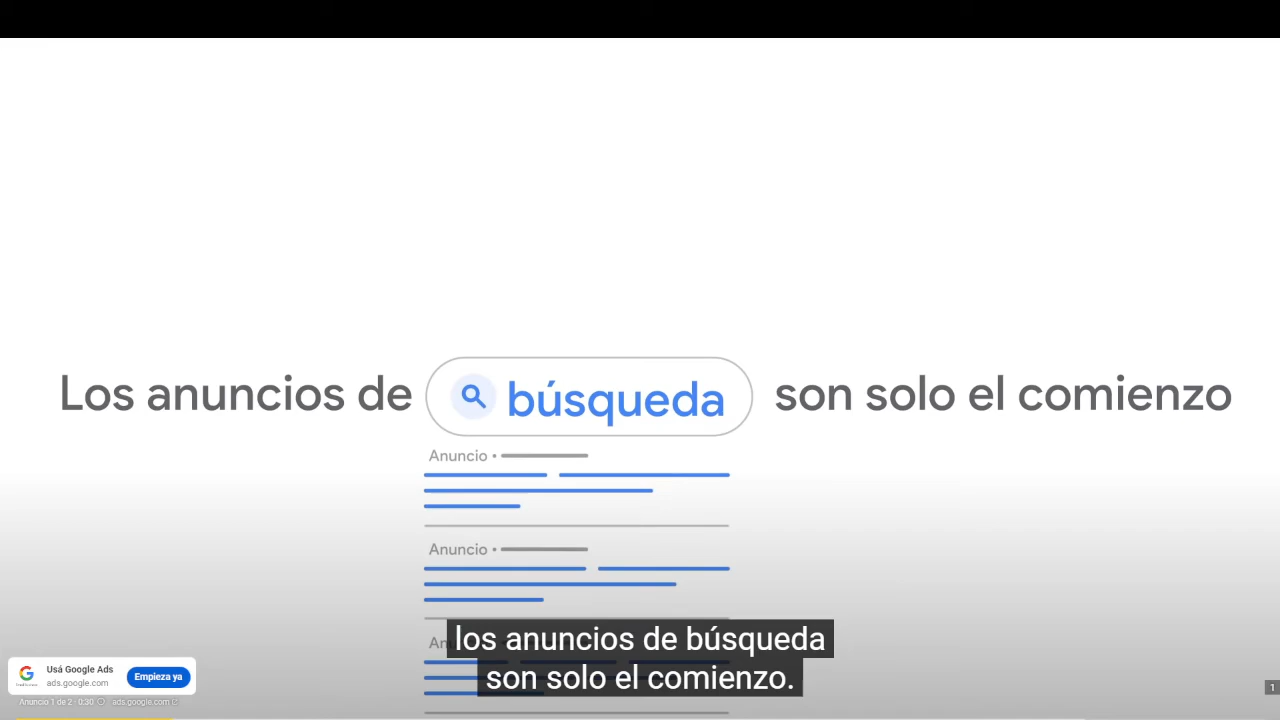 Los anuncios de búsqueda son solo el comienzo
Anuncio •
Anuncio •
los anuncios de búsqueda
son solo el comienzo.
Usá Google Ads
ads.google.com
Empieza ya
Anuncio 1 de 2 · 0:30
ads.google.com
1